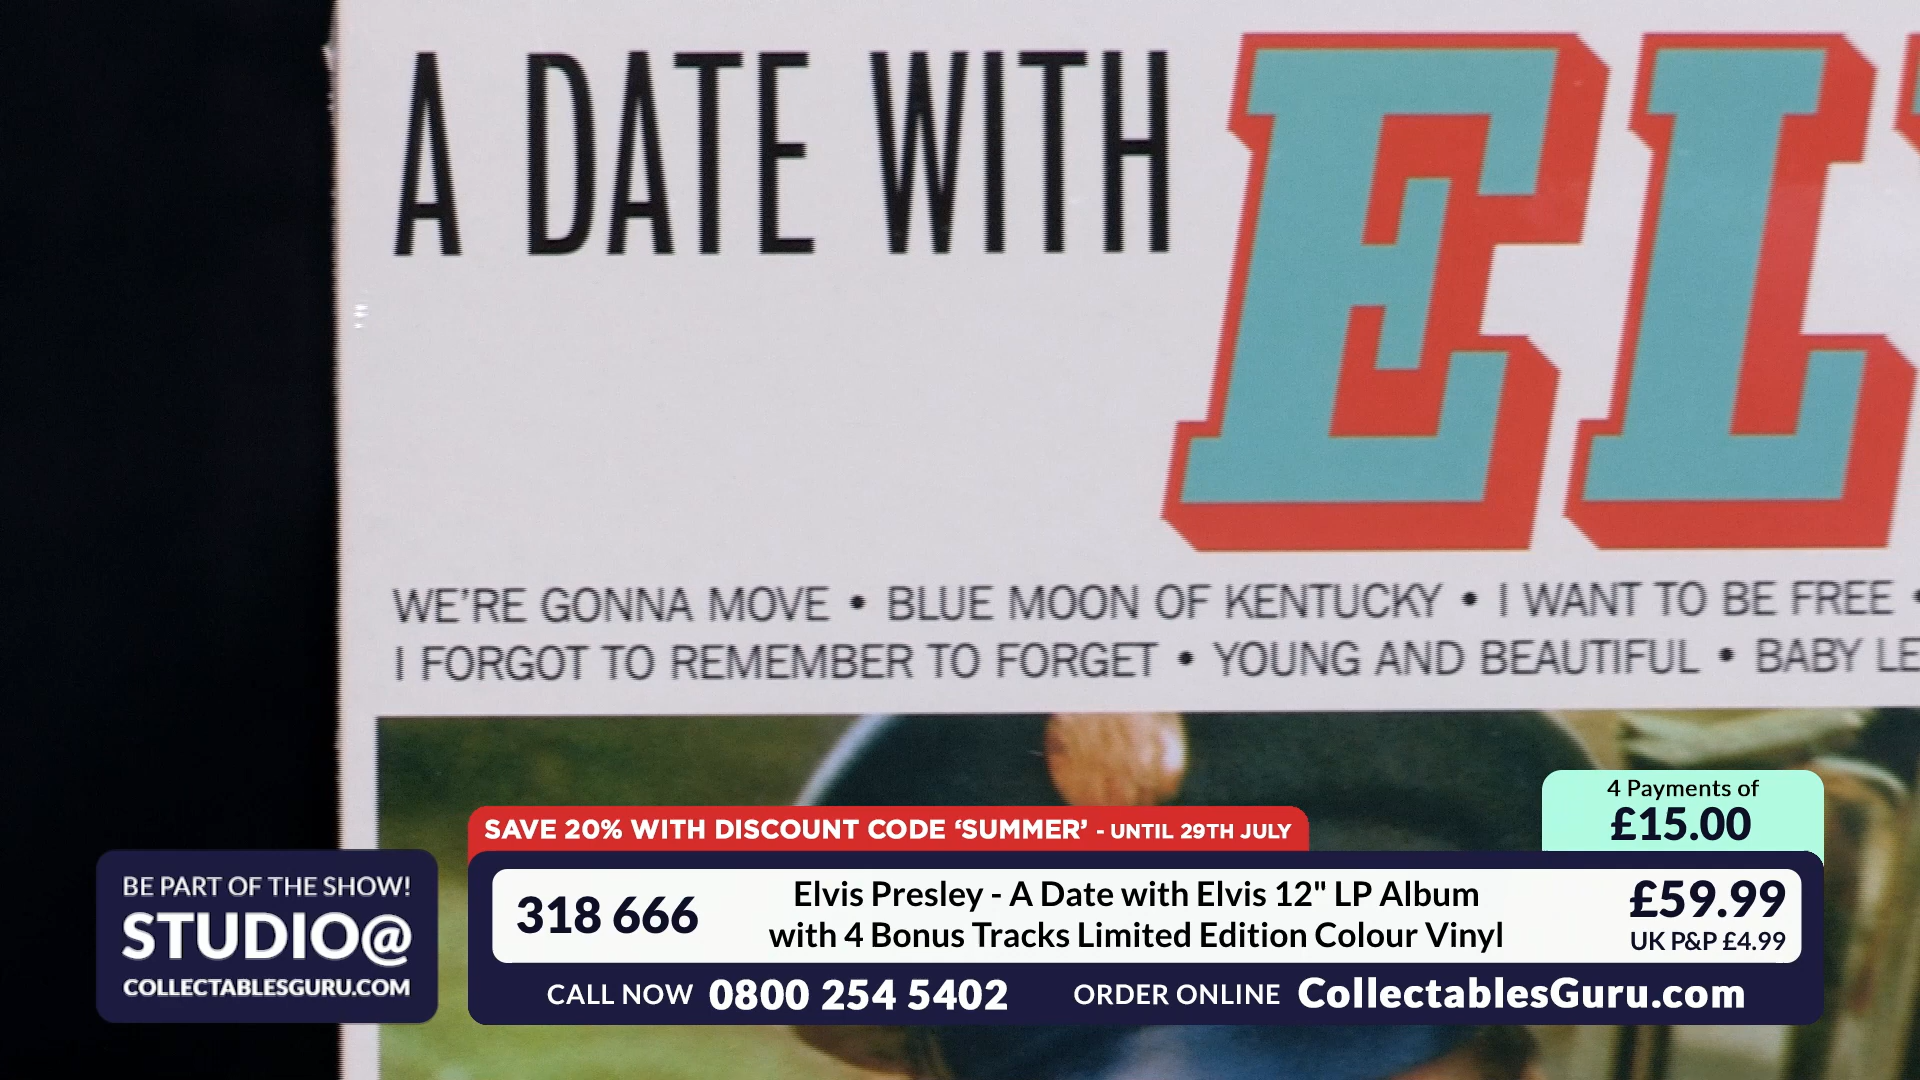 A DATE WITH EL
WE'RE GONNA MOVE • BLUE MOON OF KENTUCKY • I WANT TO BE FREE •
I FORGOT TO REMEMBER TO FORGET • YOUNG AND BEAUTIFUL • BABY LE
4 Payments of
£15.00
SAVE 20% WITH DISCOUNT CODE ‘SUMMER’ - UNTIL 29TH JULY
BE PART OF THE SHOW!
STUDIO@
COLLECTABLESGURU.COM
318 666
Elvis Presley - A Date with Elvis 12" LP Album
with 4 Bonus Tracks Limited Edition Colour Vinyl
£59.99
UK P&P £4.99
CALL NOW 0800 254 5402 ORDER ONLINE CollectablesGuru.com